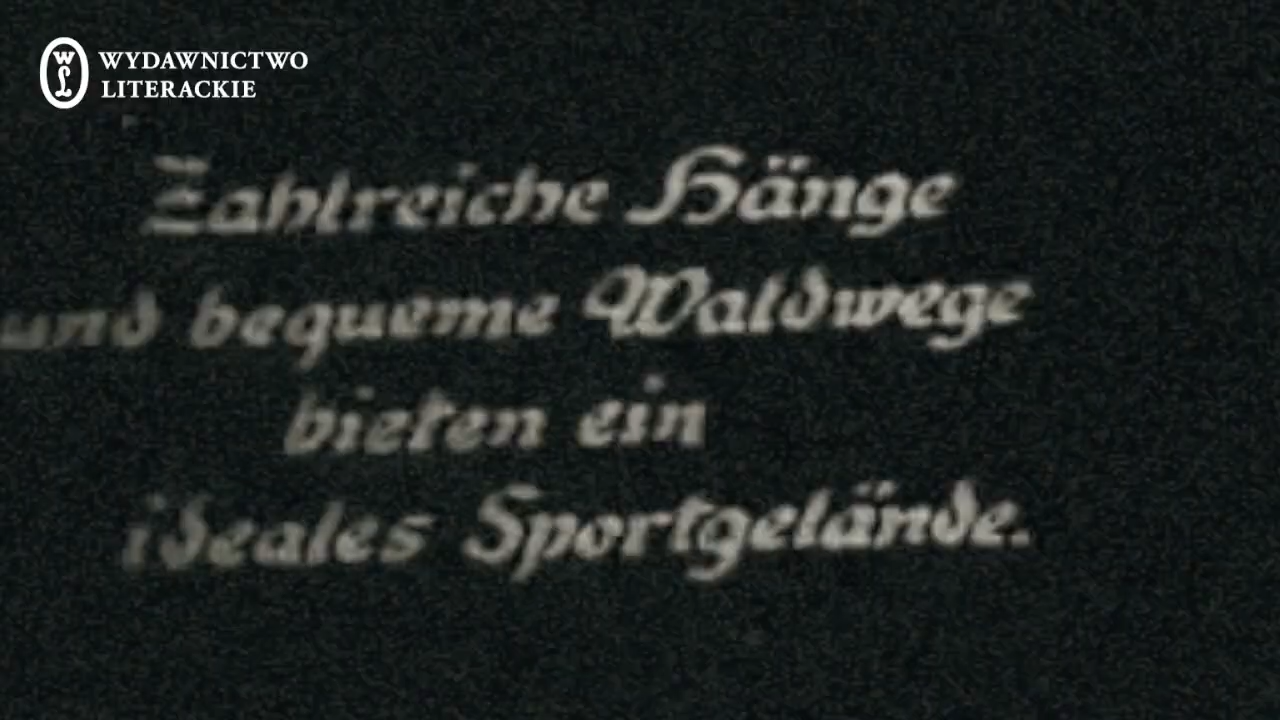 WYDAWNICTWO
LITERACKIE
Zahlreiche Hänge
und bequeme Waldwege
bieten ein
ideales Sportgelände.